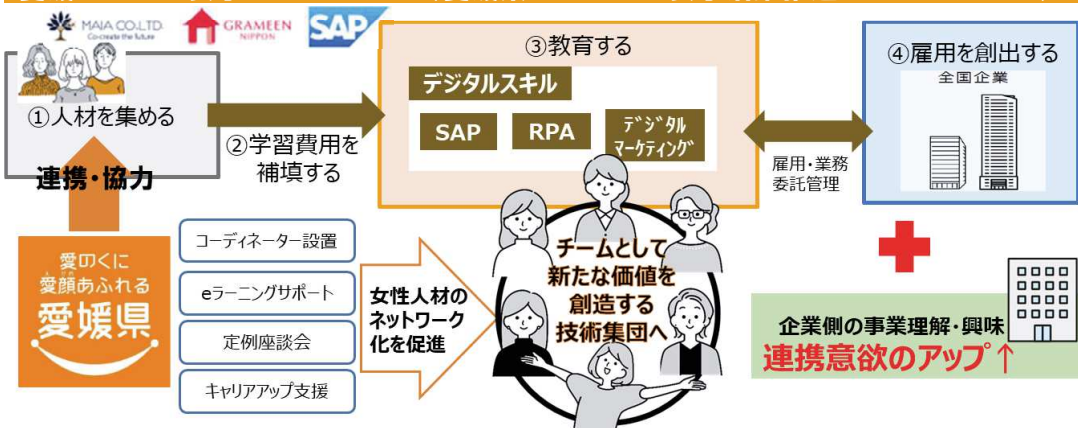 MAIA CO.LTD.
Co-create the future
GRAMEEN
NIPPON
SAP
①人材を集める
連携・協力
②学習費用を
補填する
③教育する
デジタルスキル
SAP
RPA
ﾃﾞｼﾞﾀﾙ
ﾏｰｹﾃｨﾝｸﾞ
雇用・業務
委託管理
④雇用を創出する
全国企業
愛のくに
愛顔あふれる
愛媛県
コーディネーター設置
eラーニングサポート
定例座談会
キャリアアップ支援
女性人材の
ネットワーク
化を促進
チームとして
新たな価値を
創造する
技術集団へ
企業側の事業理解・興味
連携意欲のアップ↑